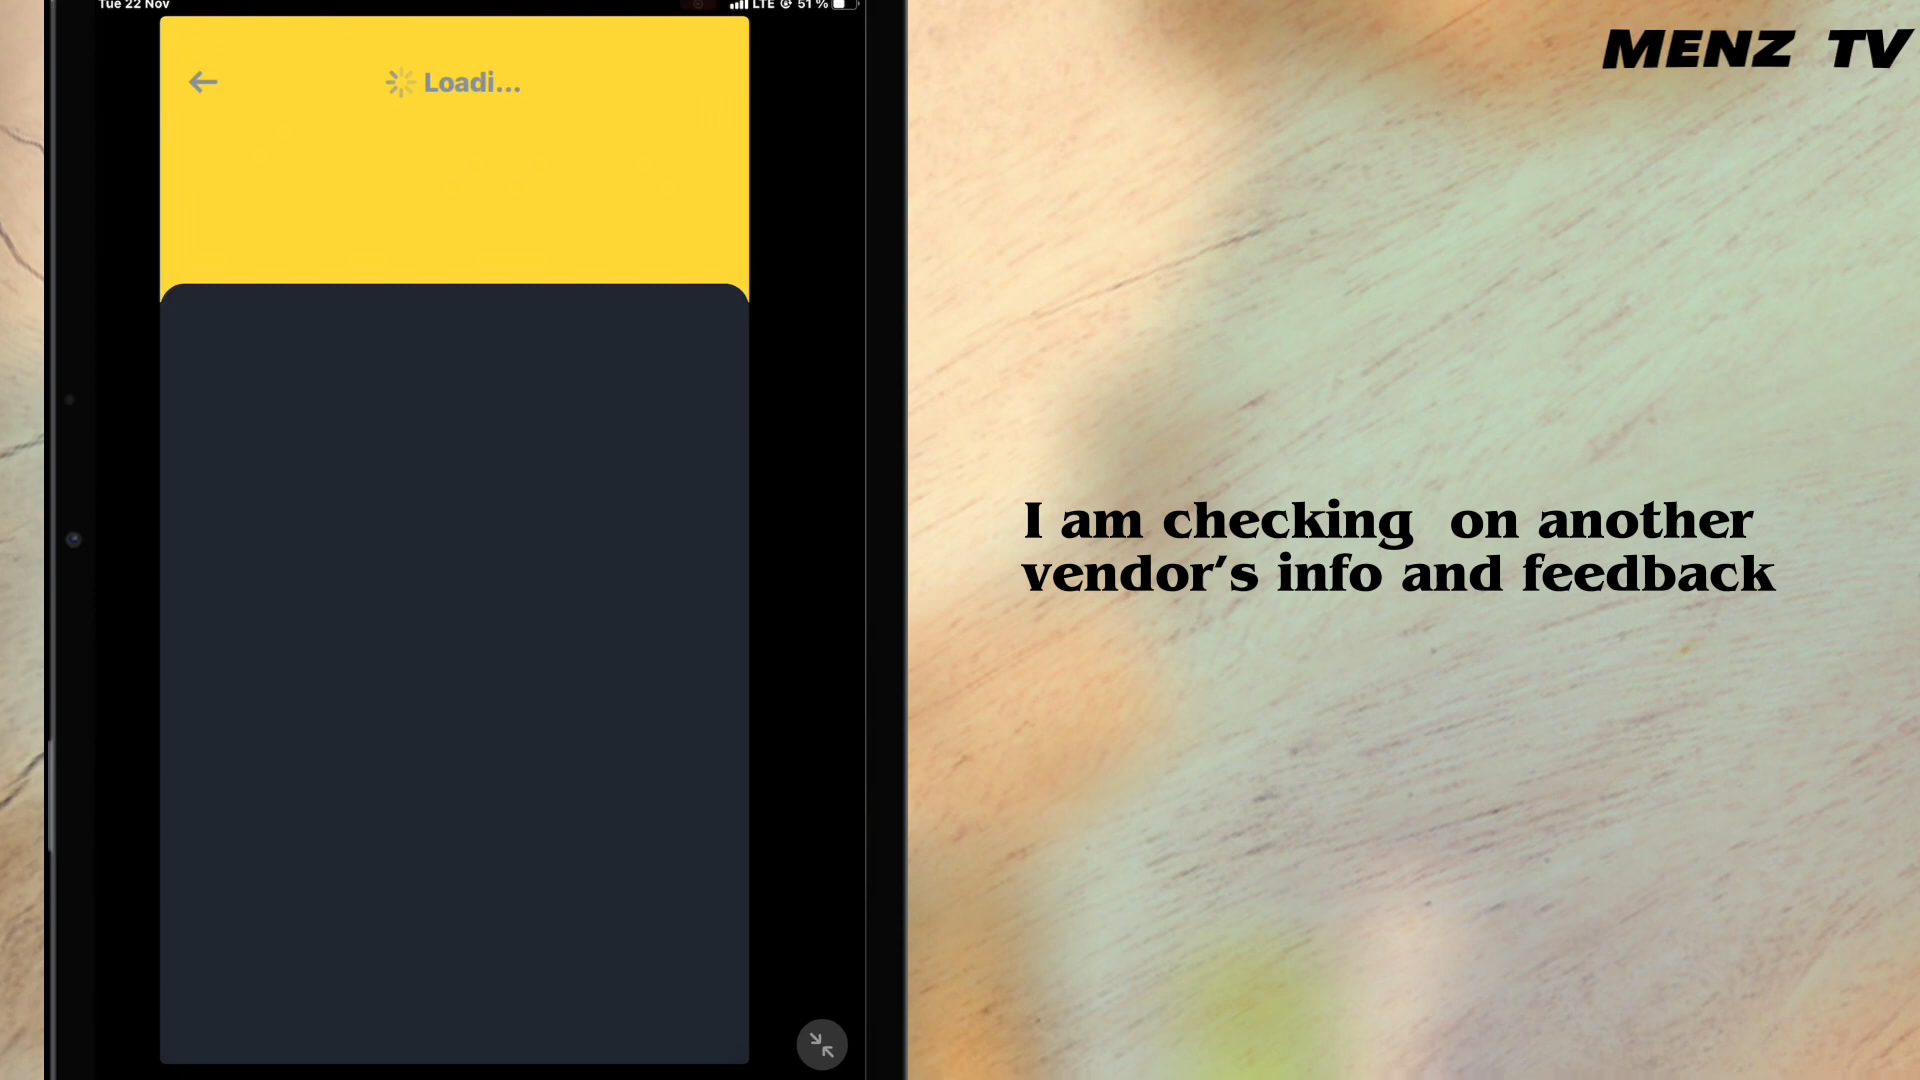 Tue 22 Nov
LTE 51 %
Loadi...
MENZ TV
I am checking on another
vendor's info and feedback